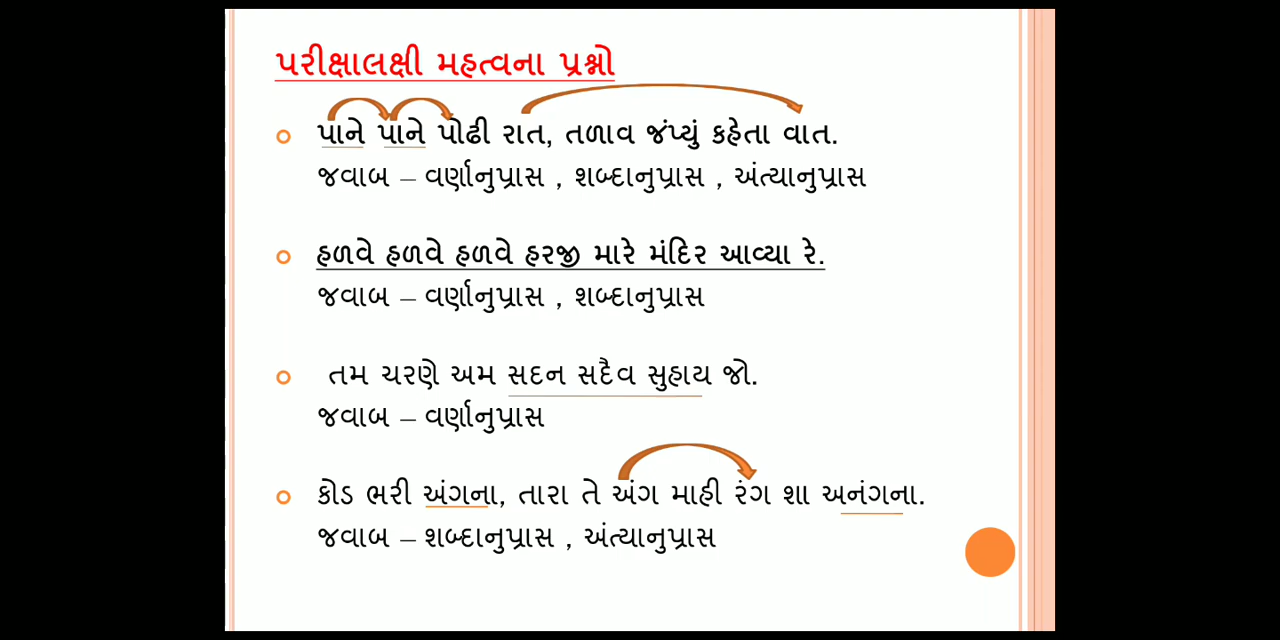 પરીક્ષાલક્ષી મહત્વના પ્રશ્નો
પાને પાને પોઢી રાત, તળાવ જંપ્યું કહેતા વાત.
જવાબ – વર્ણાનુપ્રાસ , શબ્દાનુપ્રાસ , અંત્યાનુપ્રાસ
હળવે હળવે હળવે હરજી મારે મંદિર આવ્યા રે.
જવાબ – વર્ણાનુપ્રાસ , શબ્દાનુપ્રાસ
તમ ચરણે અમ સદન સદૈવ સુહાય જો.
જવાબ – વર્ણાનુપ્રાસ
કોડ ભરી અંગના, તારા તે અંગ માહી રંગ શા અનંગના.
જવાબ – શબ્દાનુપ્રાસ , અંત્યાનુપ્રાસ